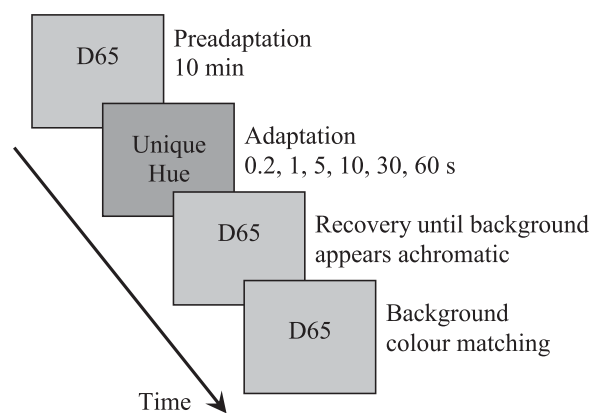 D65
Preadaptation
10 min
Unique
Hue
Adaptation
0.2, 1, 5, 10, 30, 60 s
D65
Recovery until background
appears achromatic
D65
Background
colour matching
Time